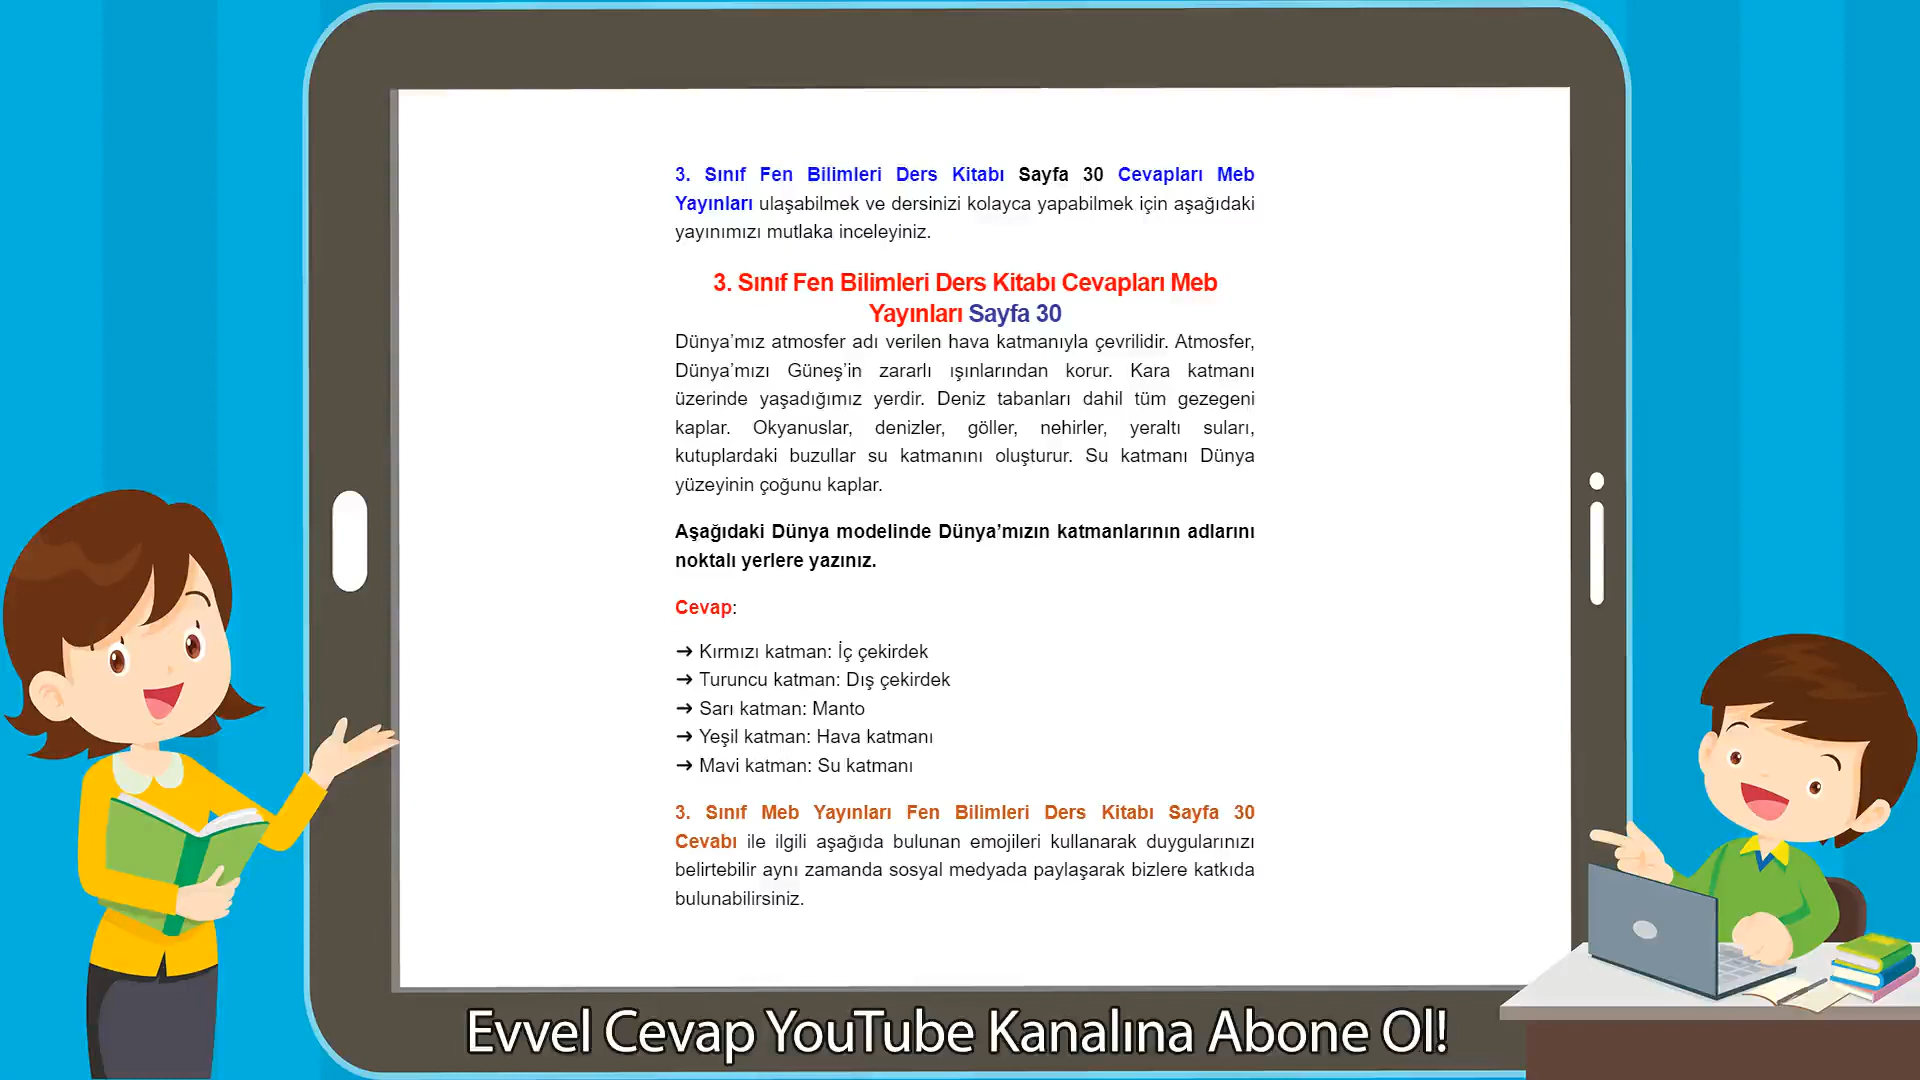 3. Sınıf Fen Bilimleri Ders Kitabı Sayfa 30 Cevapları Meb
Yayınları ulaşabilmek ve dersinizi kolayca yapabilmek için aşağıdaki
yayınımızı mutlaka inceleyiniz.
3. Sınıf Fen Bilimleri Ders Kitabı Cevapları Meb
Yayınları Sayfa 30
Dünya’mız atmosfer adı verilen hava katmanıyla çevrilidir. Atmosfer,
Dünya’mızı Güneş’in zararlı ışınlarından korur. Kara katmanı
üzerinde yaşadığımız yerdir. Deniz tabanları dahil tüm gezegeni
kaplar. Okyanuslar, denizler, göller, nehirler, yeraltı suları,
kutuplardaki buzullar su katmanını oluşturur. Su katmanı Dünya
yüzeyinin çoğunu kaplar.
Aşağıdaki Dünya modelinde Dünya’mızın katmanlarının adlarını
noktalı yerlere yazınız.
Cevap:
➜ Kırmızı katman: İç çekirdek
➜ Turuncu katman: Dış çekirdek
➜ Sarı katman: Manto
➜ Yeşil katman: Hava katmanı
➜ Mavi katman: Su katmanı
3. Sınıf Meb Yayınları Fen Bilimleri Ders Kitabı Sayfa 30
Cevabı ile ilgili aşağıda bulunan emojileri kullanarak duygularınızı
belirtebilir aynı zamanda sosyal medyada paylaşarak bizlere katkıda
bulunabilirsiniz.
Evvel Cevap YouTube Kanalına Abone Ol!